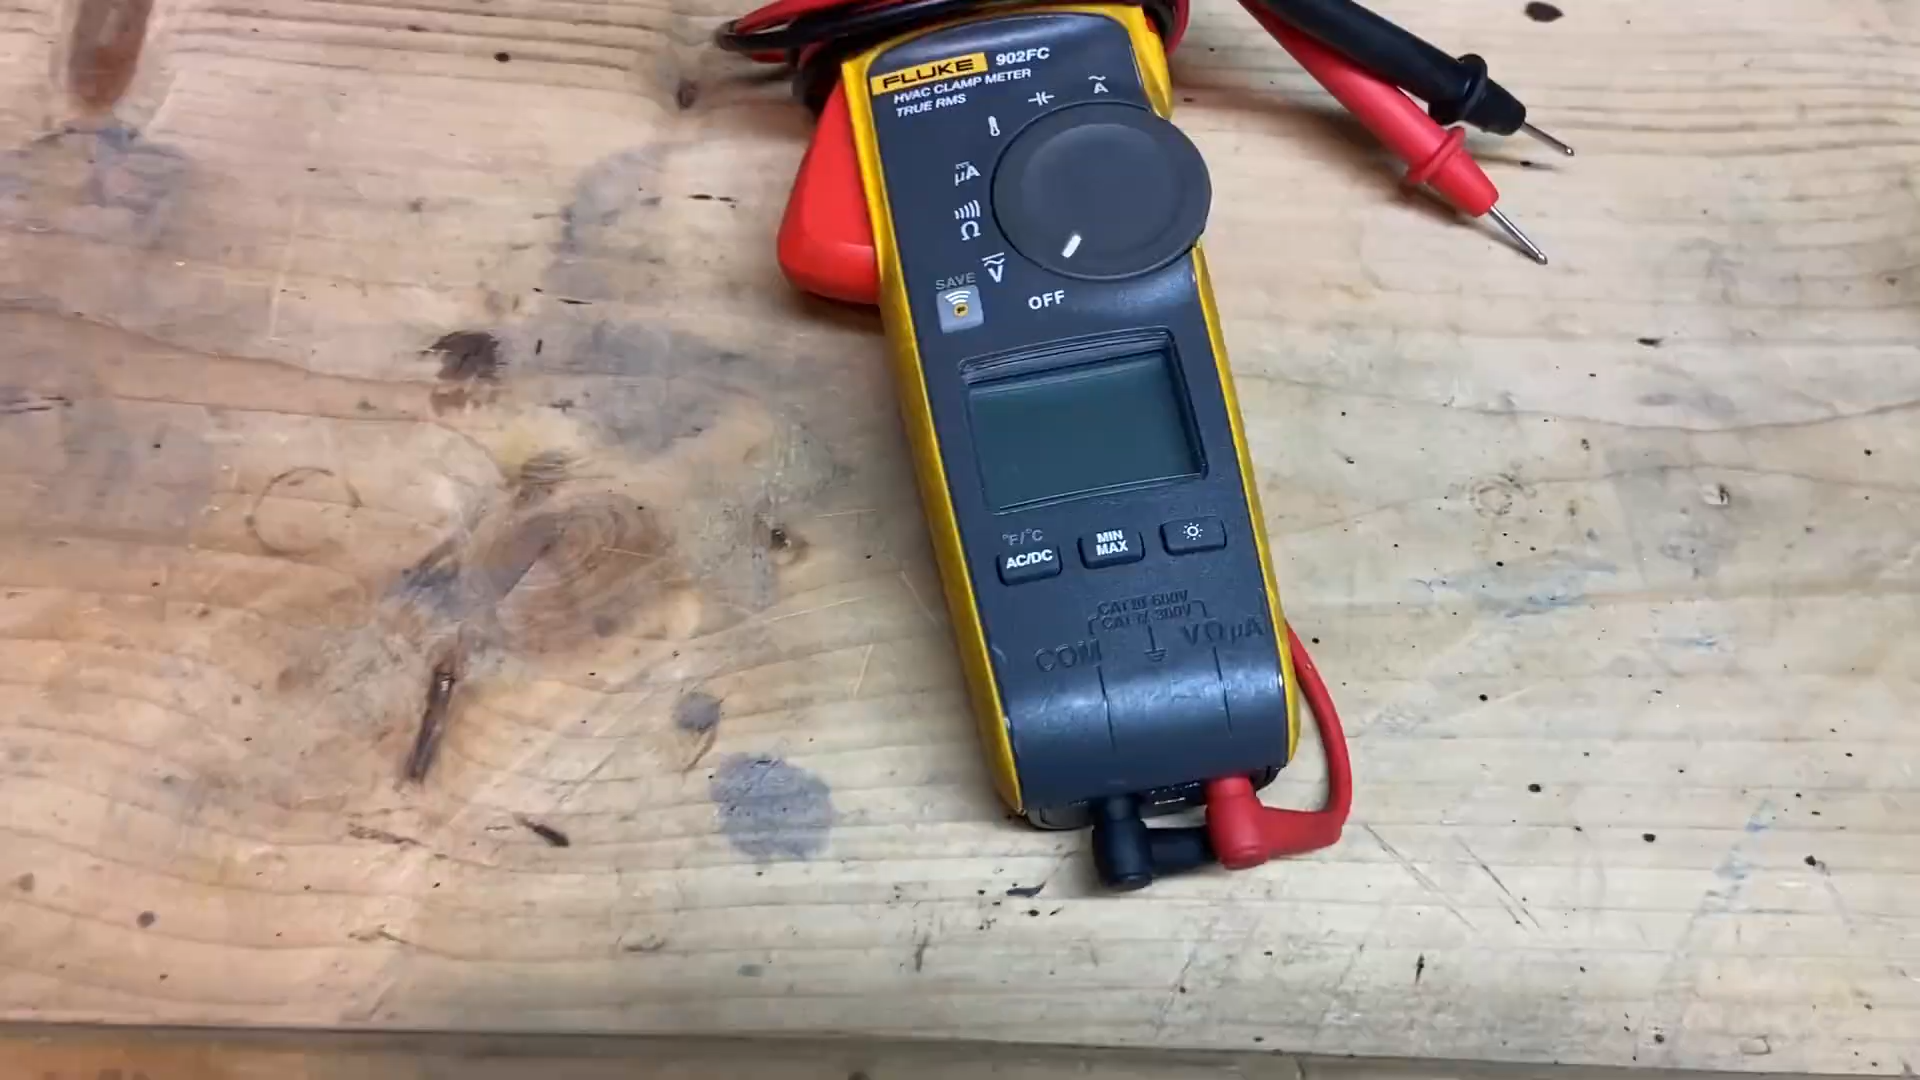 FLUKE 902FC
HVAC CLAMP METER
TRUE RMS
Ã
µA
Ω
V
SAVE
OFF
°F/°C
AC/DC
MIN
MAX
CAT III 600V
CAT IV 300V
COM
VΩµA